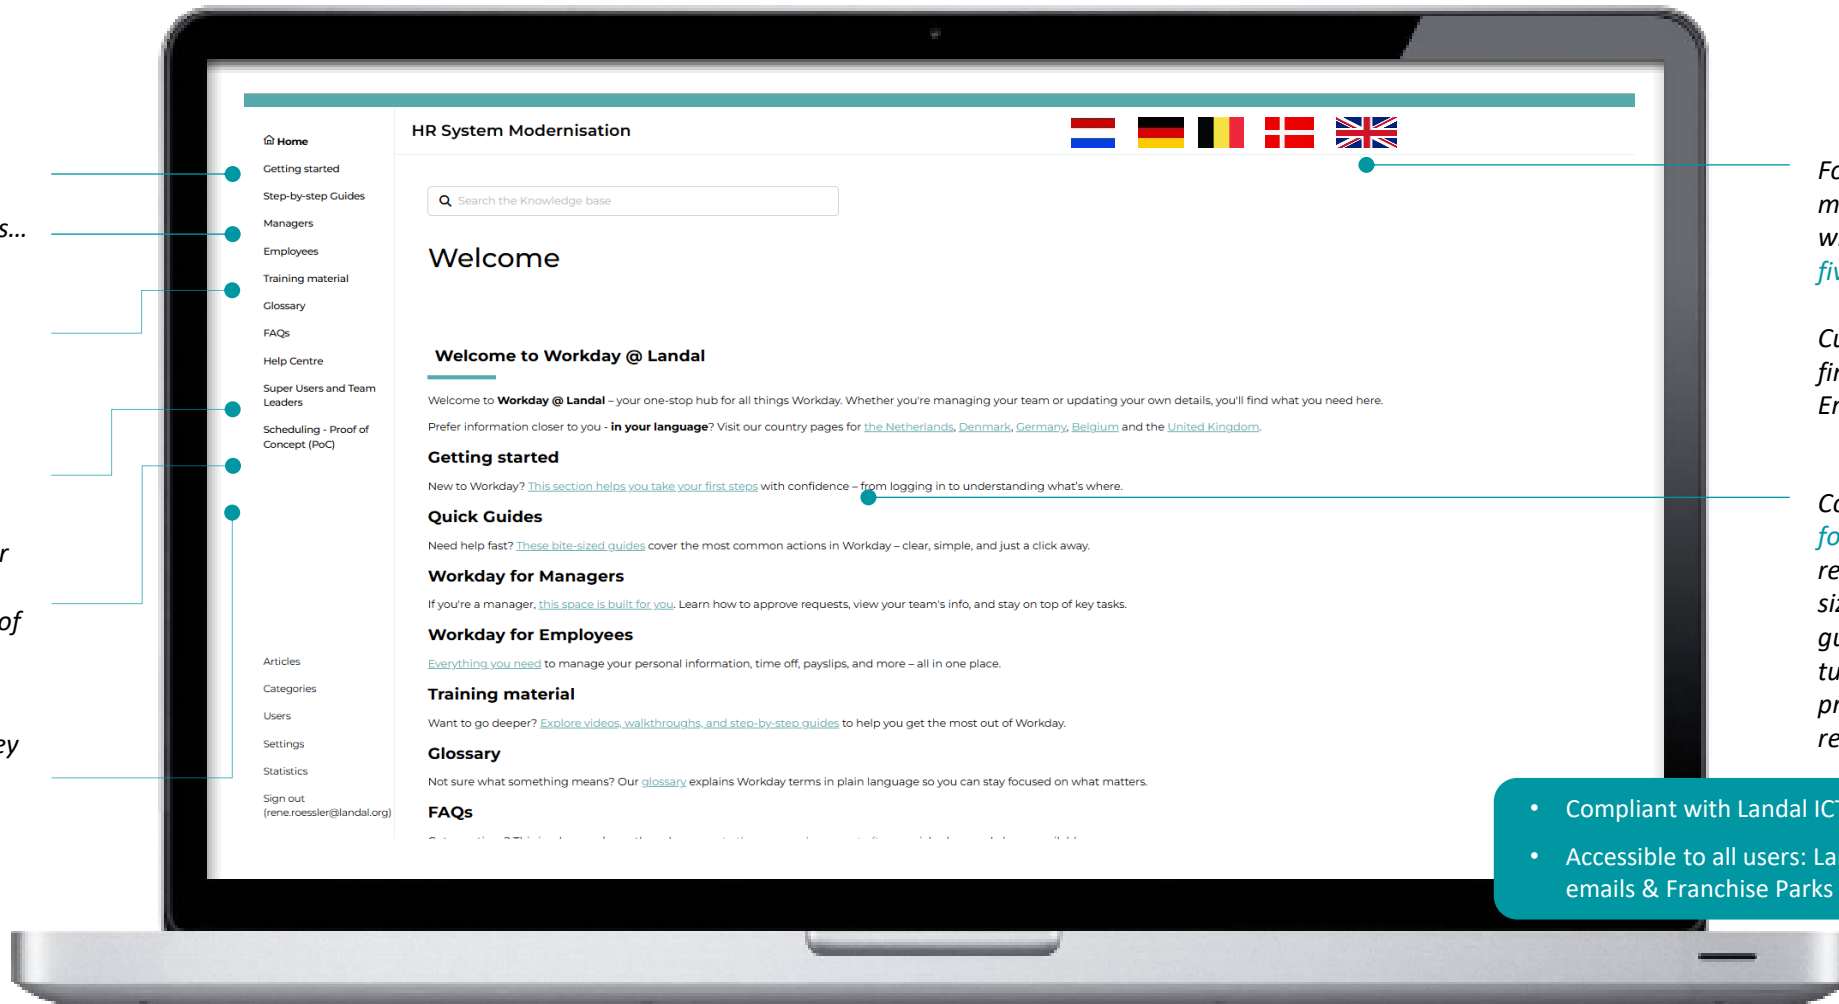 HR System Modernisation
Home
Getting started
Step-by-step Guides
Managers
Employees
Training material
Glossary
FAQs
Help Centre
Super Users and Team
Leaders
Scheduling - Proof of
Concept (PoC)
Articles
Categories
Users
Settings
Statistics
Sign out
(rene.roessler@landal.org)
Search the Knowledge base
Welcome
Welcome to Workday @ Landal
Welcome to Workday @ Landal – your one-stop hub for all things Workday. Whether you're managing your team or updating your own details, you'll find what you need here.
Prefer information closer to you - in your language? Visit our country pages for the Netherlands, Denmark, Germany, Belgium and the United Kingdom.
Getting started
New to Workday? This section helps you take your first steps with confidence – from logging in to understanding what's where.
Quick Guides
Need help fast? These bite-sized guides cover the most common actions in Workday – clear, simple, and just a click away.
Workday for Managers
If you're a manager, this space is built for you. Learn how to approve requests, view your team's info, and stay on top of key tasks.
Workday for Employees
Everything you need to manage your personal information, time off, payslips, and more – all in one place.
Training material
Want to go deeper? Explore videos, walkthroughs, and step-by-step guides to help you get the most out of Workday.
Glossary
Not sure what something means? Our glossary explains Workday terms in plain language so you can stay focused on what matters.
FAQs
s...
of
Compliant with Landal ICT
Accessible to all users:
emails & Franchise Parks